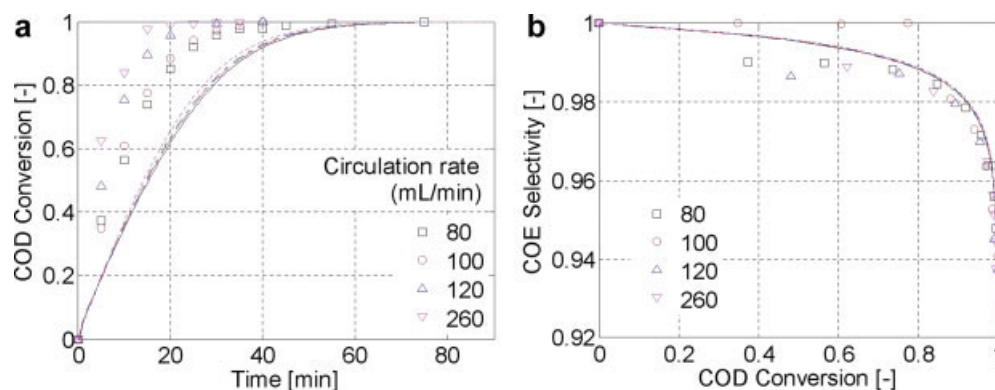 a
COD Conversion [-]
1
0.8
0.6
0.4
0.2
0
0 20 40 60 80
Time [min]
Circulation rate
(mL/min)
80
100
120
260
b
COE Selectivity [-]
1
0.98
0.96
0.94
0.92
0 0.2 0.4 0.6 0.8
COD Conversion [-]
80
100
120
260